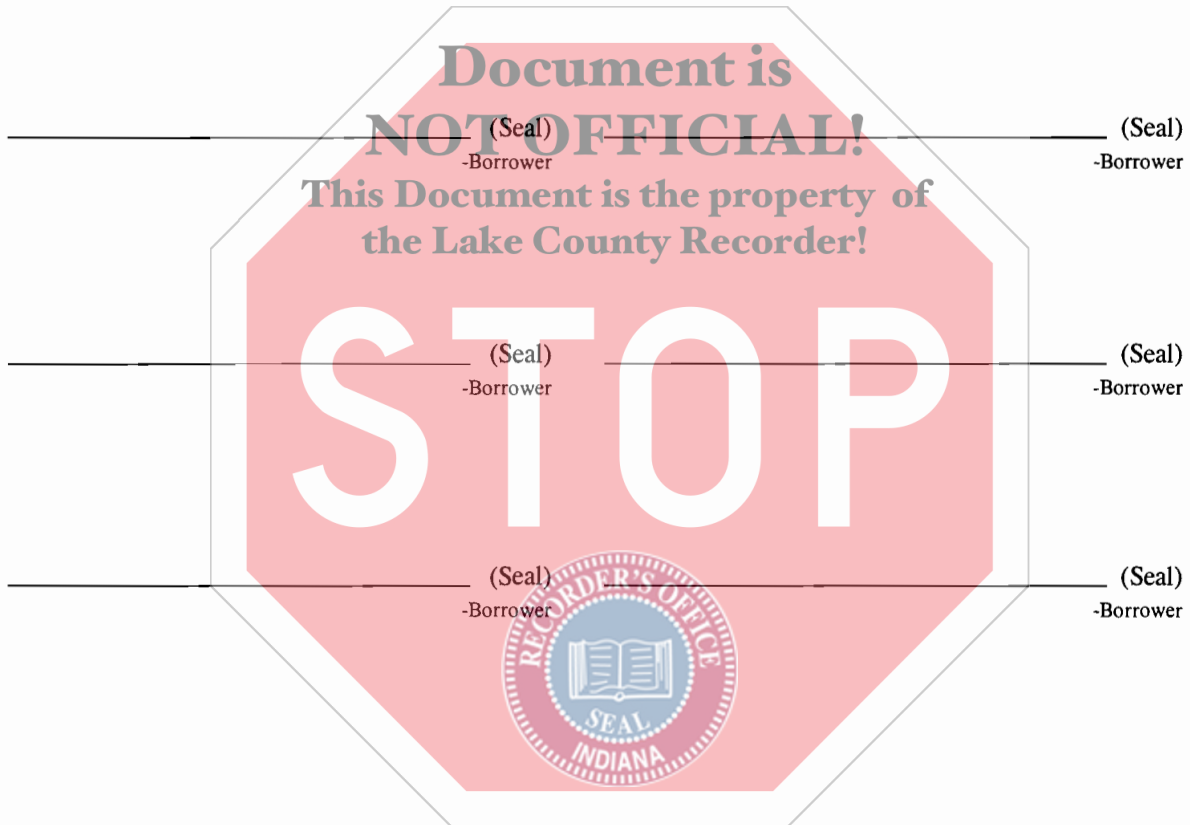 Document is
(Seal) (Seal)
NOT OFFICIAL!
-Borrower -Borrower
This Document is the property of
the Lake County Recorder!
(Seal) (Seal)
-Borrower -Borrower
STOP
(Seal) (Seal)
-Borrower -Borrower
RECORDER'S OFFICE
SEAL
INDIANA